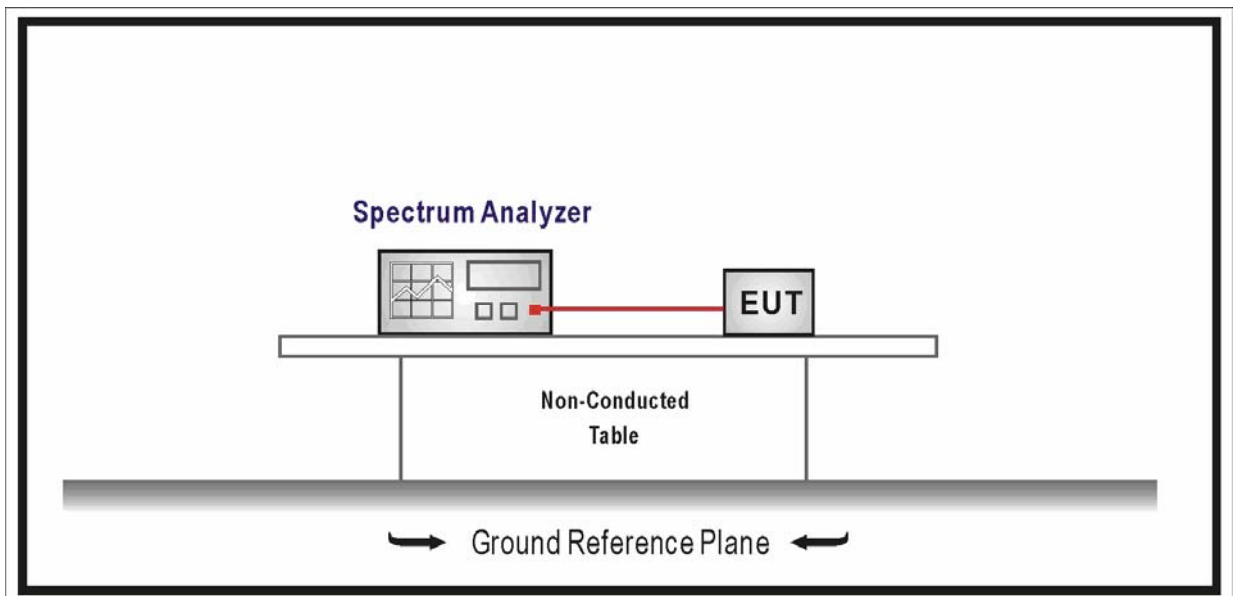 Spectrum Analyzer
EUT
Non-Conducted
Table
Ground Reference Plane